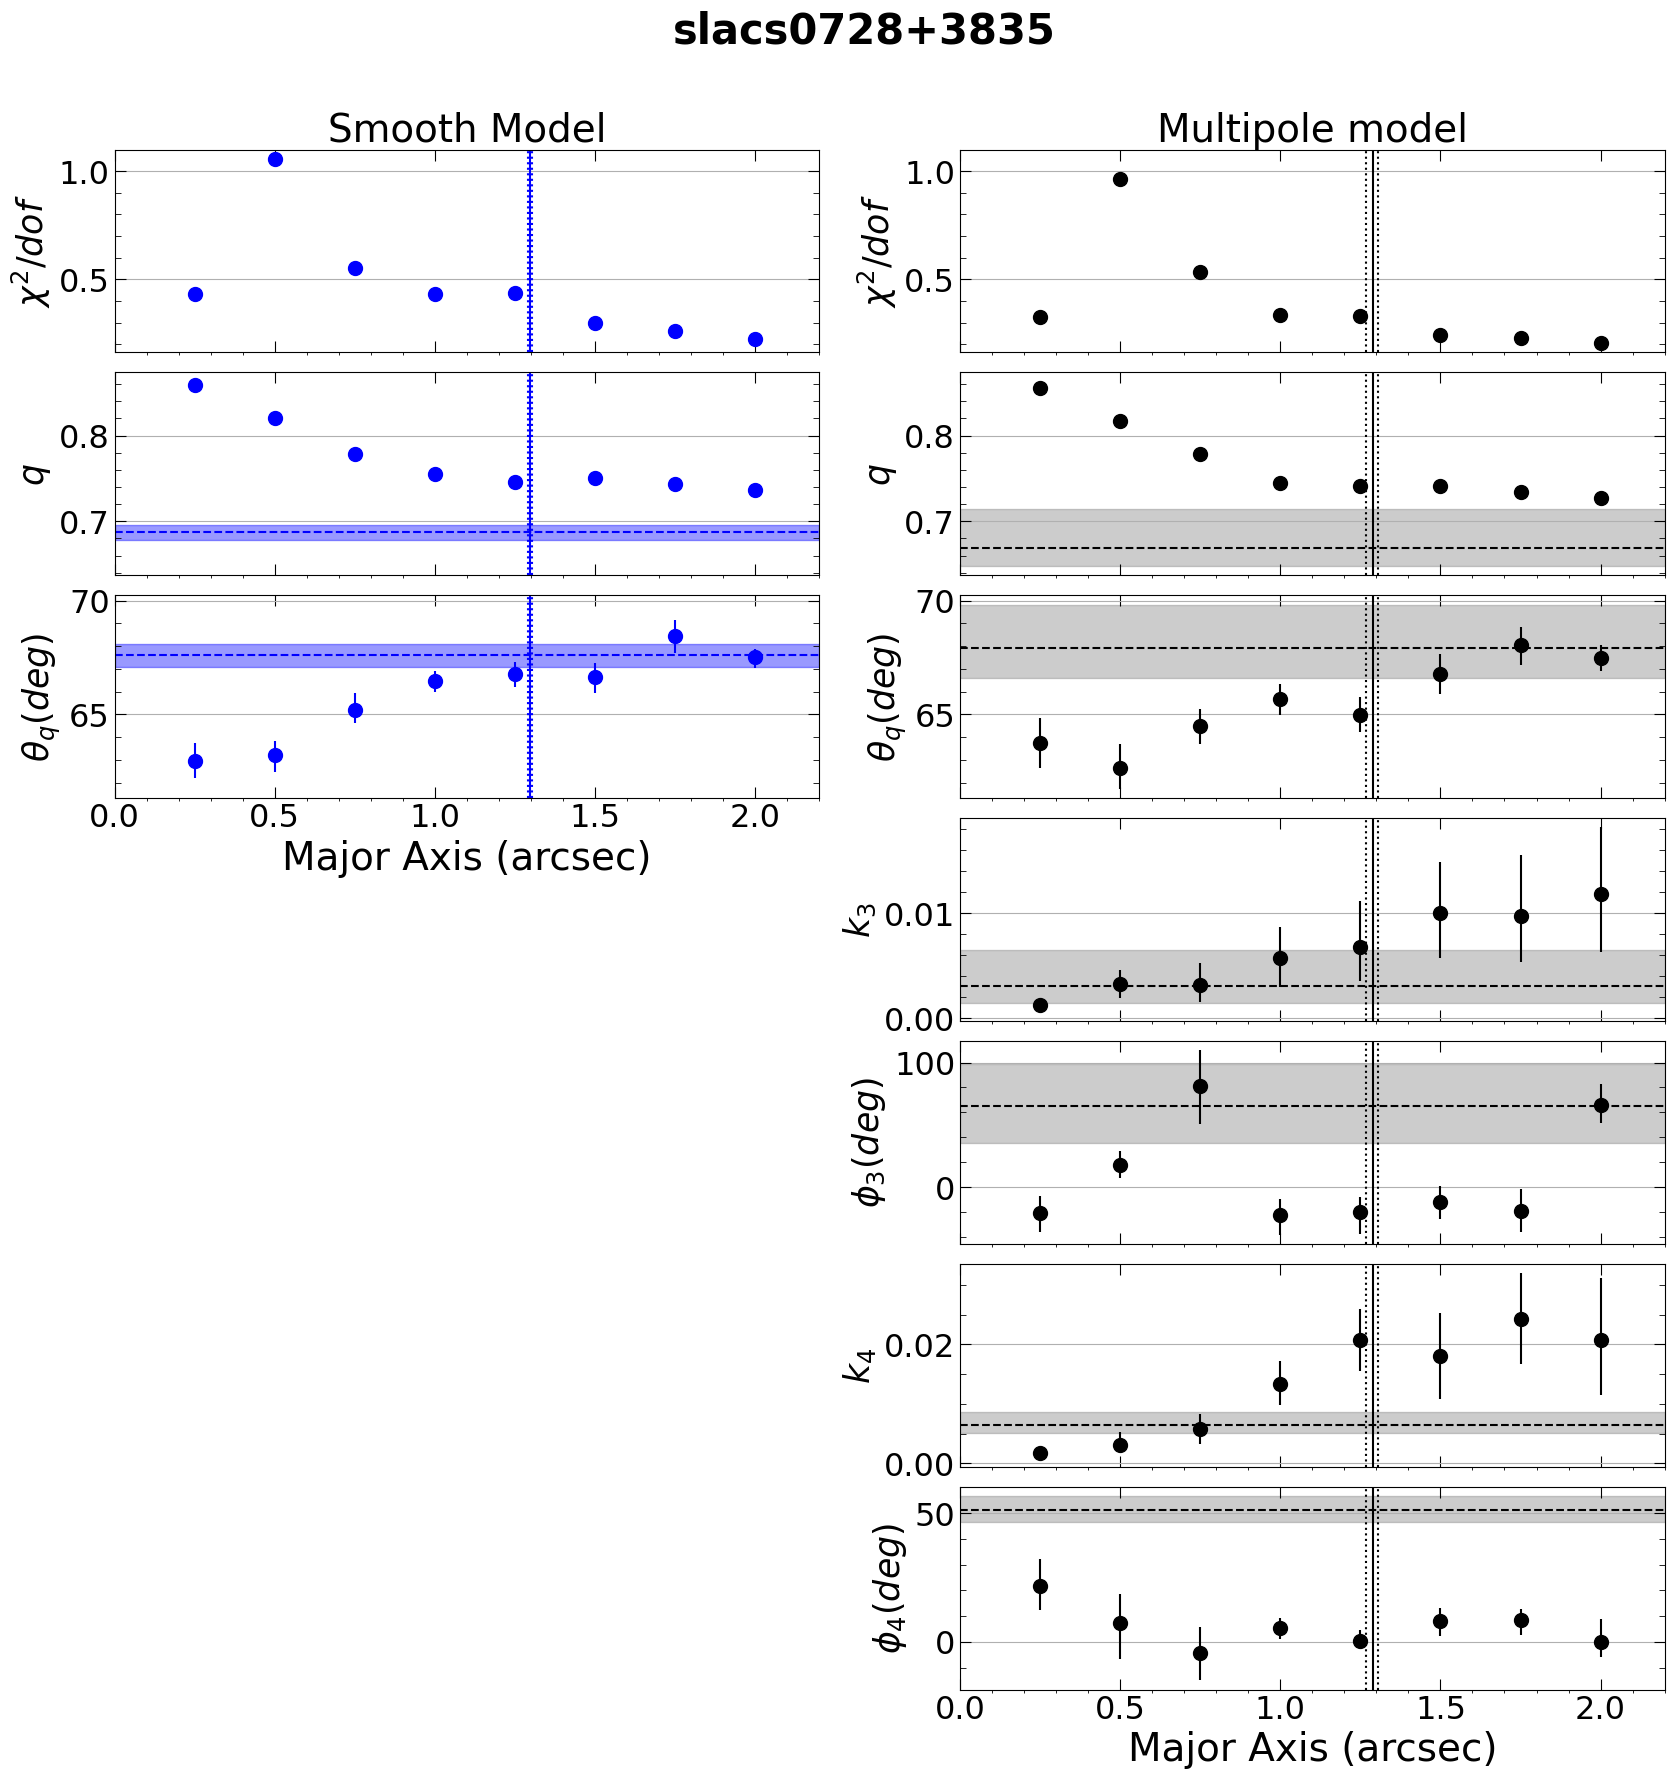 slacs0728+3835
Smooth Model
1.0
0.5
χ²/dof
0.8
0.7
q
70
65
θ_q(deg)
0.0 0.5 1.0 1.5 2.0
Major Axis (arcsec)
Multipole model
1.0
0.5
χ²/dof
0.8
0.7
q
70
65
θ_q(deg)
0.01
0.00
k₃
100
0
ϕ₃(deg)
0.02
0.00
k₄
50
0
ϕ₄(deg)
0.0 0.5 1.0 1.5 2.0
Major Axis (arcsec)